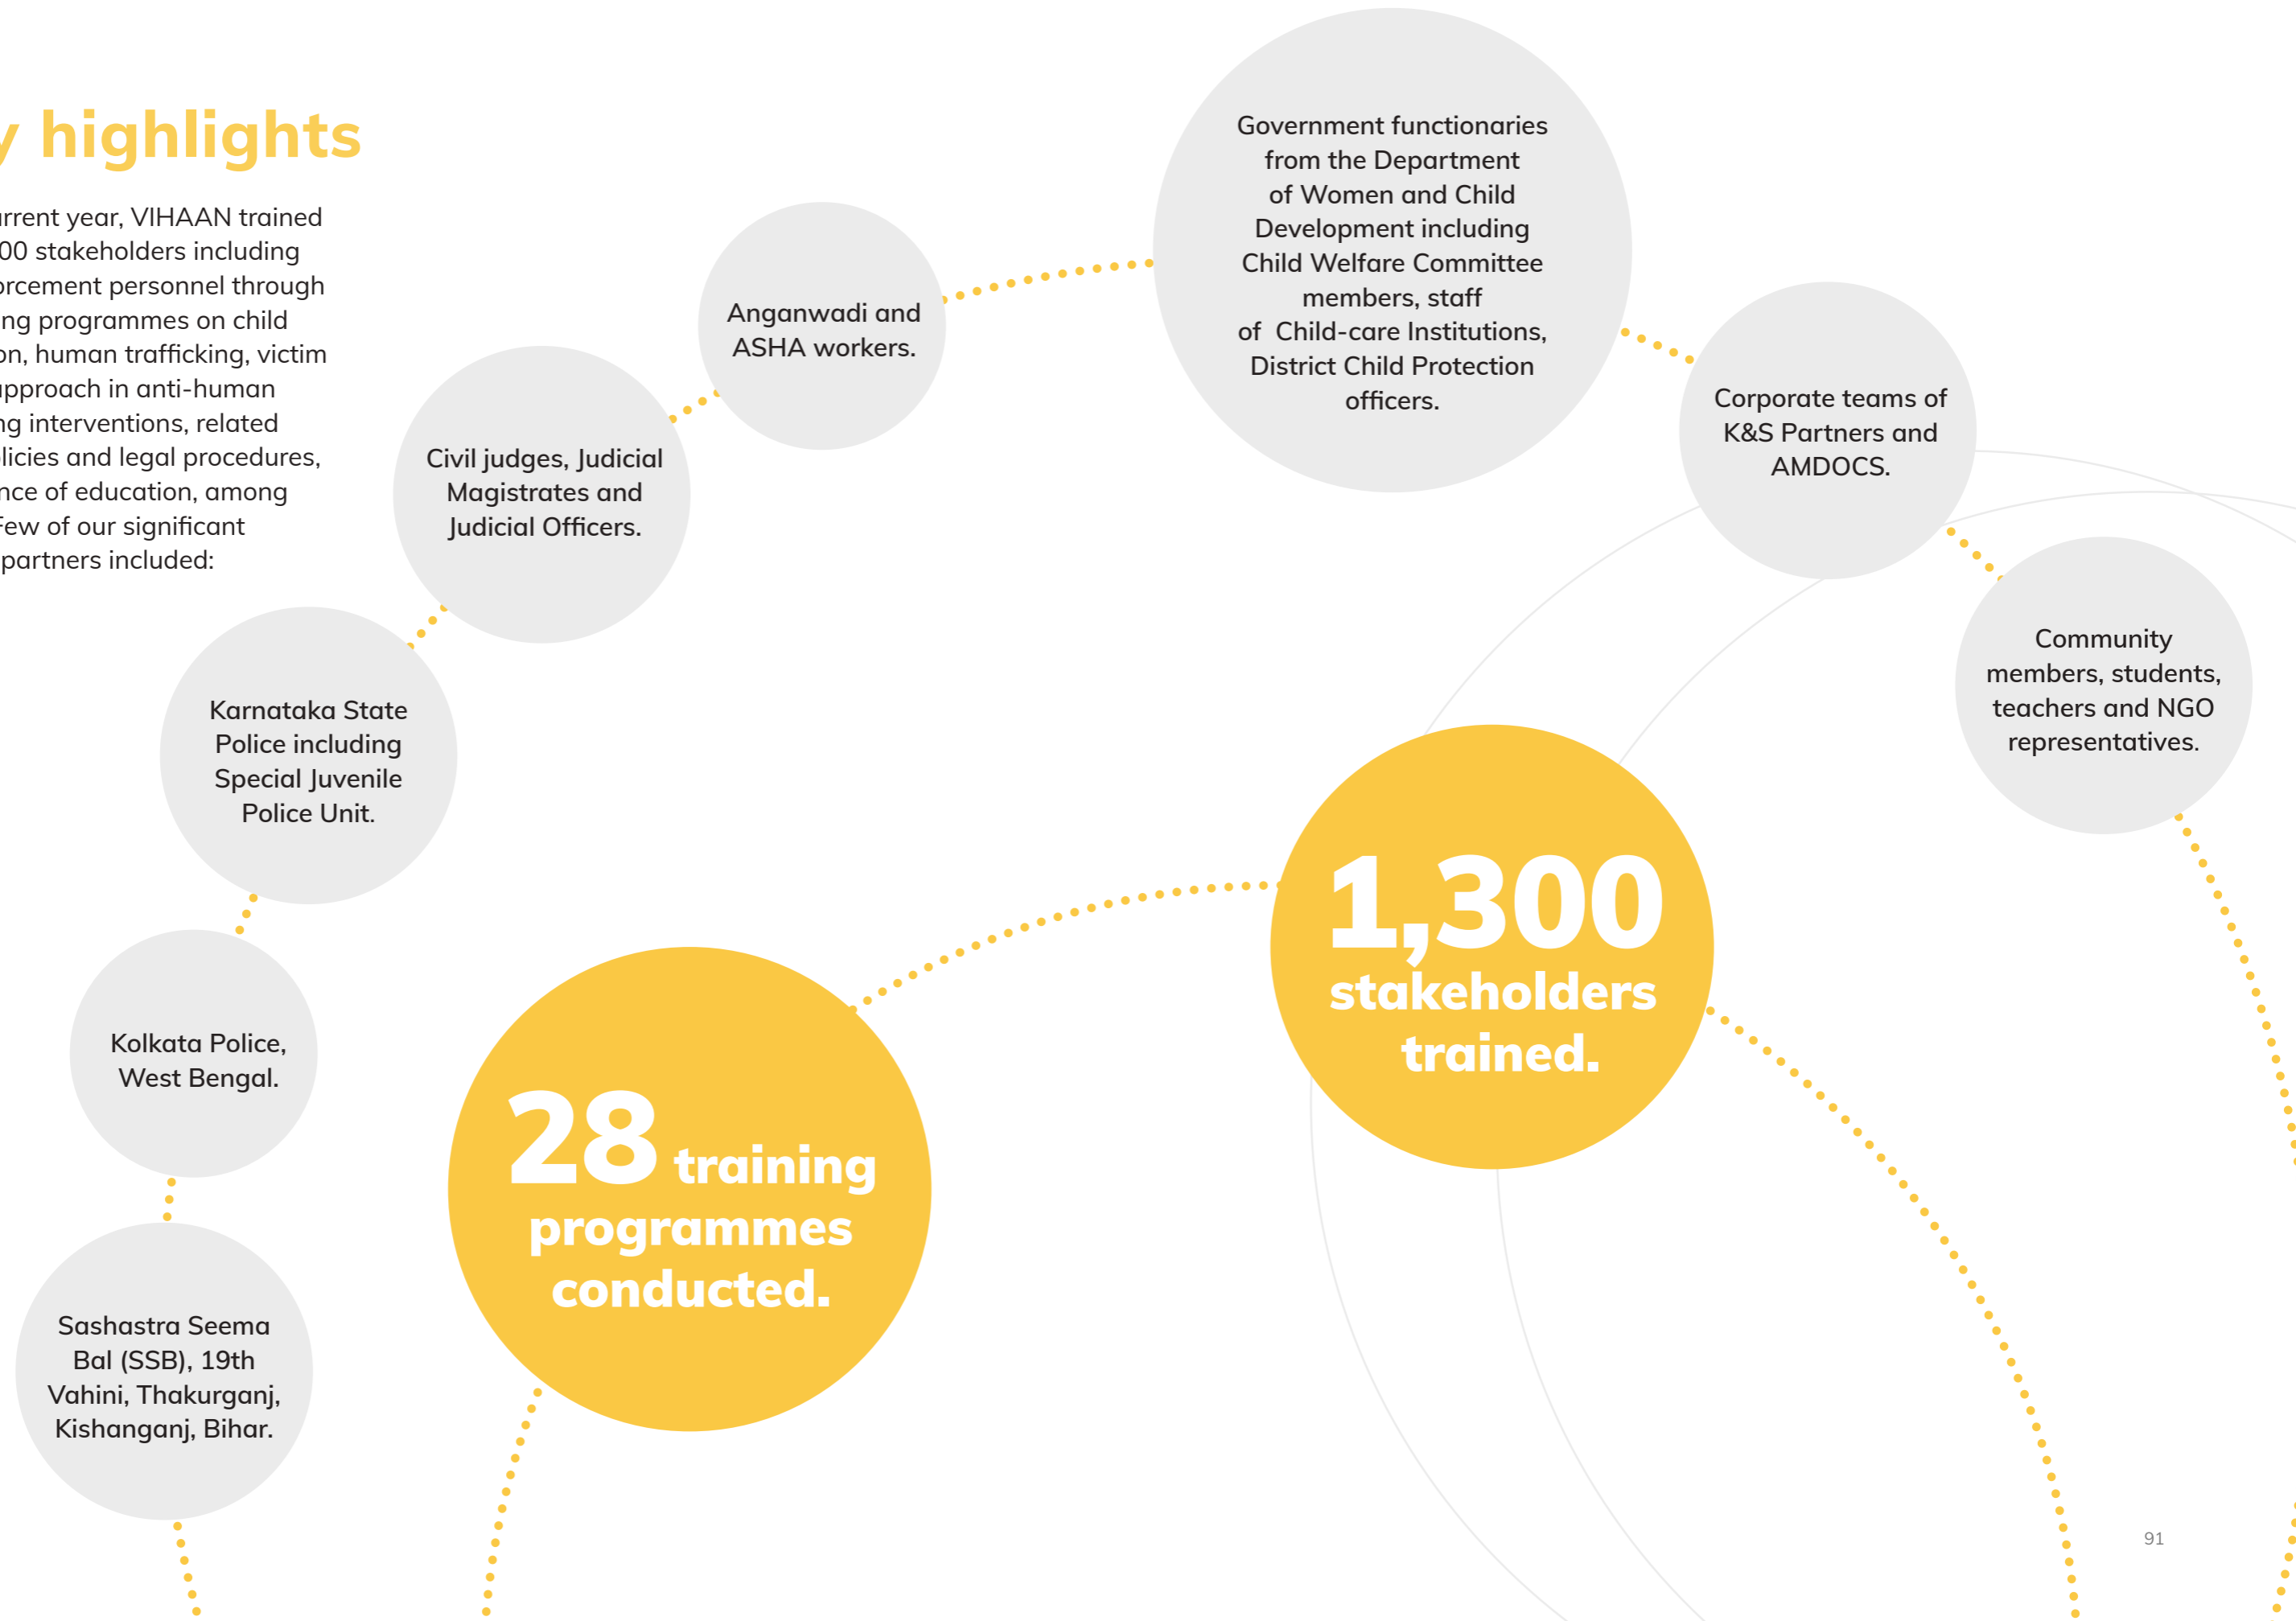 y highlights
rrent year, VIHAAN trained
00 stakeholders including
orcement personnel through
ng programmes on child
on, human trafficking, victim
approach in anti-human
ng interventions, related
licies and legal procedures,
nce of education, among
Few of our significant
partners included:
Sashastra Seema
Bal (SSB), 19th
Vahini, Thakurganj,
Kishanganj, Bihar.
Kolkata Police,
West Bengal.
Karnataka State
Police including
Special Juvenile
Police Unit.
Civil judges, Judicial
Magistrates and
Judicial Officers.
Anganwadi and
ASHA workers.
Government functionaries
from the Department
of Women and Child
Development including
Child Welfare Committee
members, staff
of Child-care Institutions,
District Child Protection
officers.
Corporate teams of
K&S Partners and
AMDOCS.
Community
members, students,
teachers and NGO
representatives.
28 training
programmes
conducted.
1,300
stakeholders
trained.
91